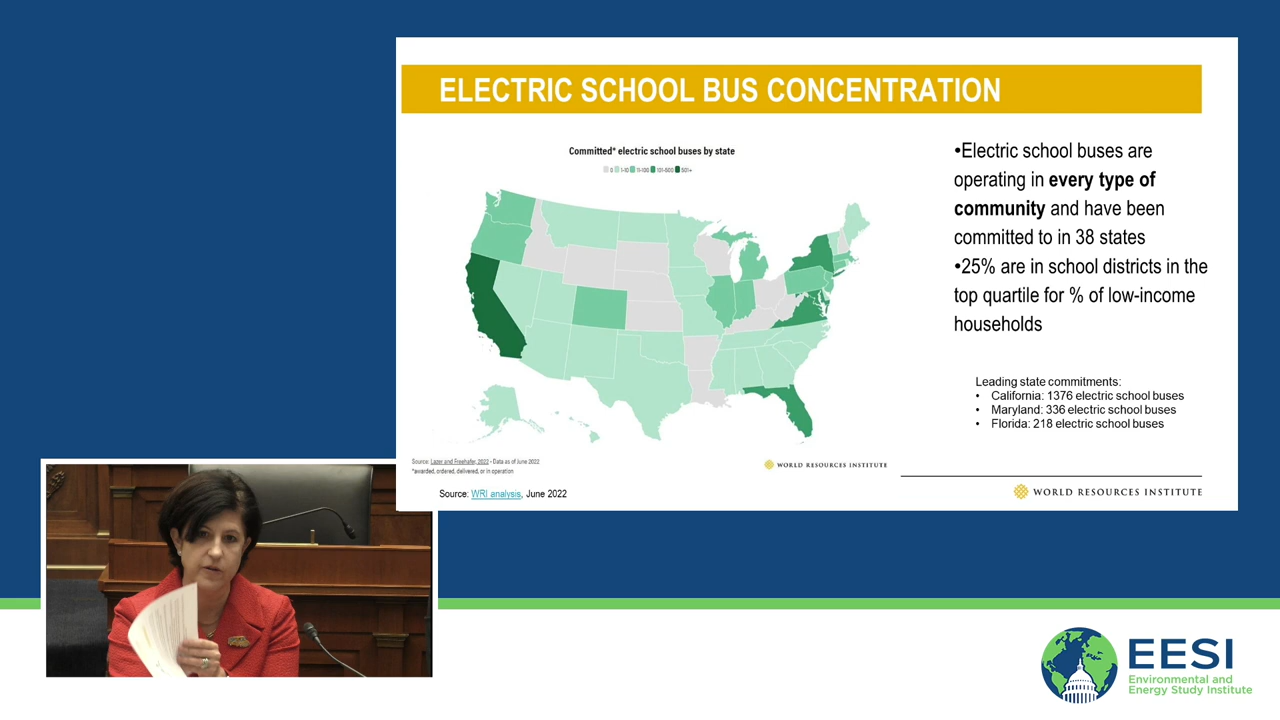 ELECTRIC SCHOOL BUS CONCENTRATION
Committed* electric school buses by state
0 1-10 11-100 101-500 501+
•Electric school buses are
operating in every type of
community and have been
committed to in 38 states
•25% are in school districts in the
top quartile for % of low-income
households
Leading state commitments:
• California: 1376 electric school buses
• Maryland: 336 electric school buses
• Florida: 218 electric school buses
Source: Lazer and Freehafer, 2022 • Data as of June 2022
*awarded, ordered, delivered, or in operation
WORLD RESOURCES INSTITUTE
Source: WRI analysis, June 2022
WORLD RESOURCES INSTITUTE
EESI
Environmental and
Energy Study Institute